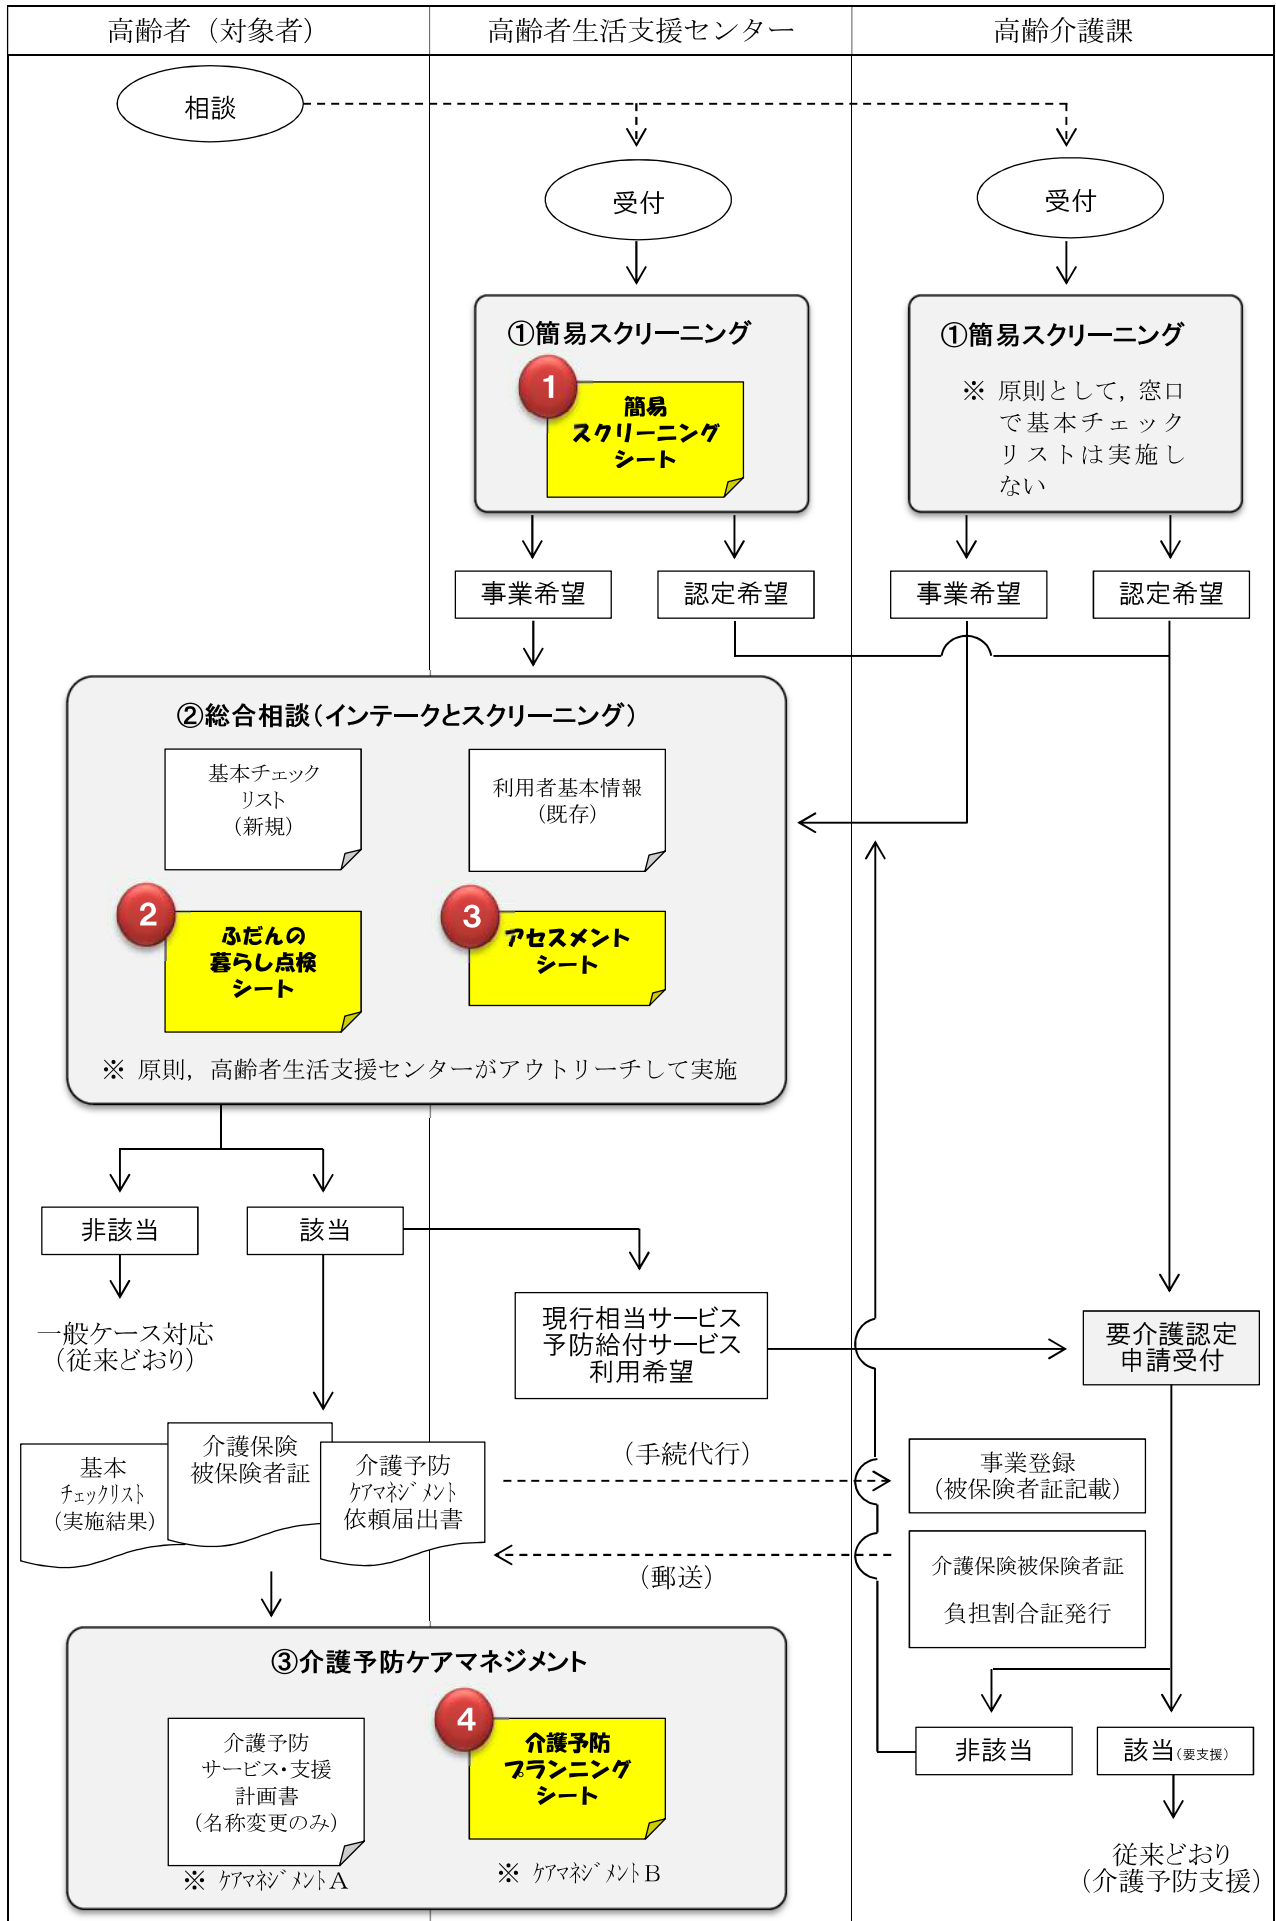 高齢者（対象者）
高齢者生活支援センター
高齢介護課
相談
受付
受付
①簡易スクリーニング
1
簡易
スクリーニング
シート
①簡易スクリーニング
※ 原則として，窓口
で基本チェック
リストは実施し
ない
事業希望
認定希望
事業希望
認定希望
②総合相談（インテークとスクリーニング）
基本チェック
リスト
（新規）
利用者基本情報
（既存）
2
ふだんの
暮らし点検
シート
3
アセスメント
シート
※ 原則，高齢者生活支援センターがアウトリーチして実施
非該当
該当
一般ケース対応
（従来どおり）
現行相当サービス
予防給付サービス
利用希望
要介護認定
申請受付
基本
チェックリスト
（実施結果）
介護保険
被保険者証
介護予防
ケアマネジメント
依頼届出書
（手続代行）
事業登録
（被保険者証記載）
（郵送）
介護保険被保険者証
負担割合証発行
③介護予防ケアマネジメント
介護予防
サービス・支援
計画書
（名称変更のみ）
※ ケアマネジメントA
4
介護予防
プランニング
シート
※ ケアマネジメントB
非該当
該当（要支援）
従来どおり
（介護予防支援）